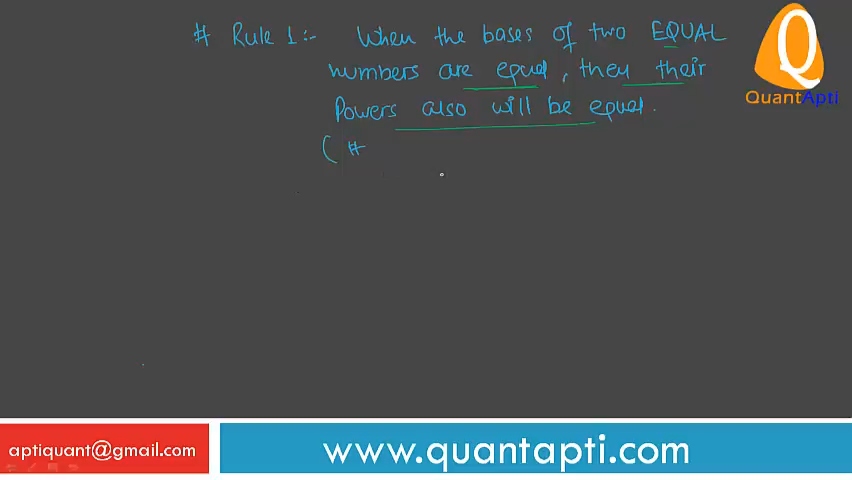 # Rule 1:- When the bases of two EQUAL
numbers are equal, they their
Powers also will be equal.
( #
QuantApti
aptiquant@gmail.com
www.quantapti.com